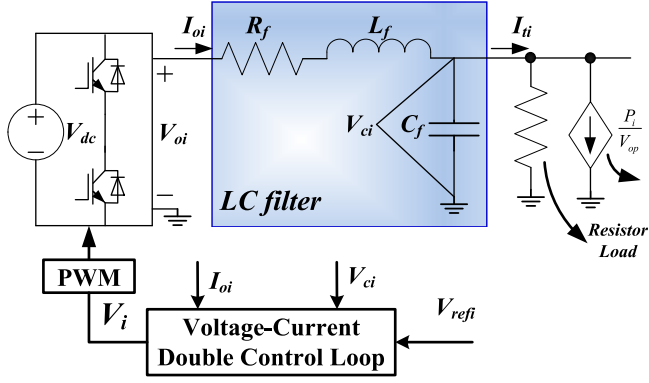 I_oi
R_f
L_f
I_ti
+
+
V_dc
V_oi
V_ci
C_f
P_i
V_op
−
−
LC filter
Resistor
Load
PWM
I_oi
V_ci
V_i
V_refi
Voltage-Current
Double Control Loop